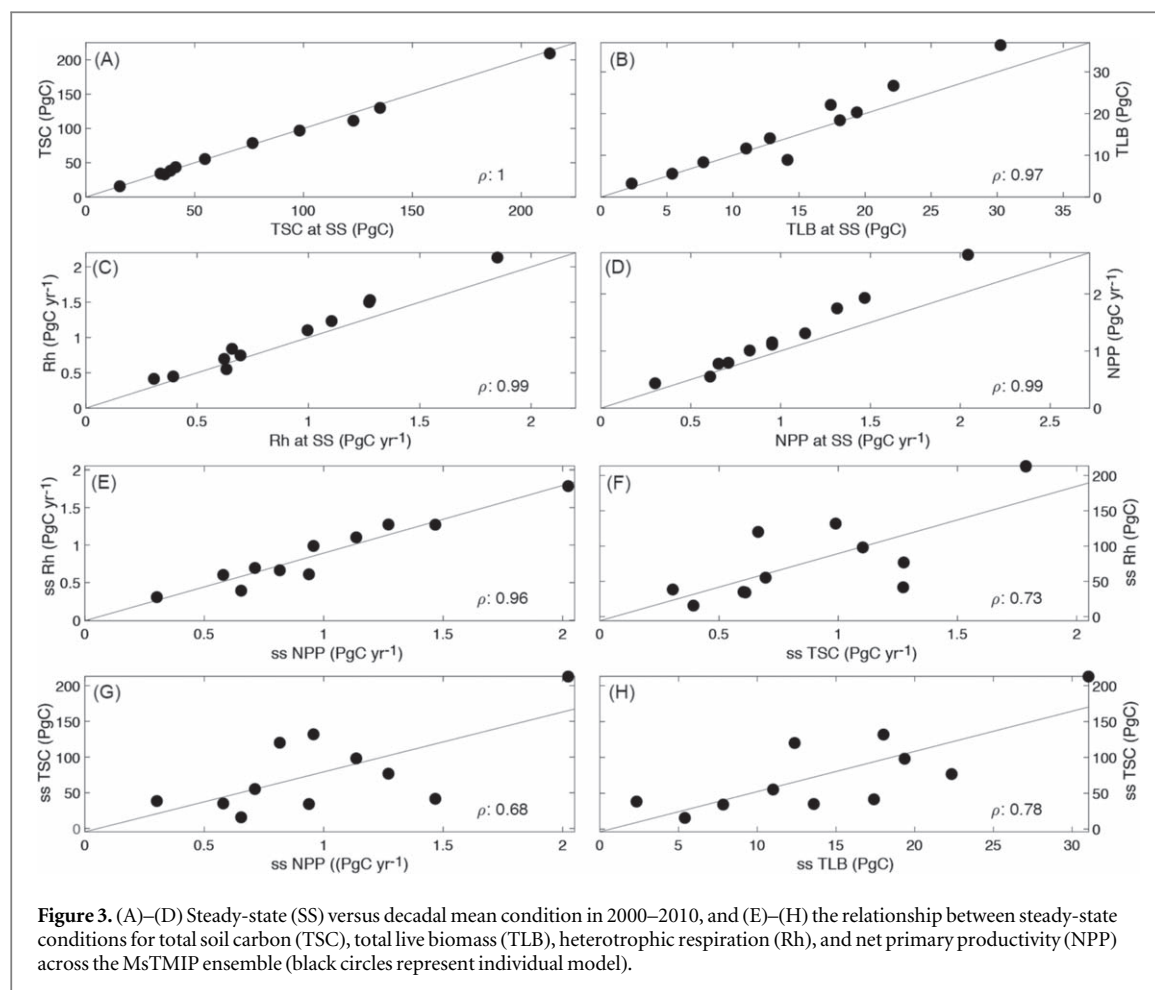 (A)
TSC (PgC)
200
150
100
50
0
0 50 100 150 200
TSC at SS (PgC)
ρ: 1
(B)
TLB (PgC)
30
20
10
0
0 5 10 15 20 25 30 35
TLB at SS (PgC)
ρ: 0.97
(C)
Rh (PgC yr⁻¹)
2
1.5
1
0.5
0
0 0.5 1 1.5 2
Rh at SS (PgC yr⁻¹)
ρ: 0.99
(D)
NPP (PgC yr⁻¹)
2
1
0
0 0.5 1 1.5 2 2.5
NPP at SS (PgC yr⁻¹)
ρ: 0.99
(E)
ss Rh (PgC yr⁻¹)
2
1.5
1
0.5
0
0 0.5 1 1.5 2
ss NPP (PgC yr⁻¹)
ρ: 0.96
(F)
ss Rh (PgC)
200
150
100
50
0
0 0.5 1 1.5 2
ss TSC (PgC yr⁻¹)
ρ: 0.73
(G)
ss TSC (PgC)
200
150
100
50
0
0 0.5 1 1.5 2
ss NPP ((PgC yr⁻¹)
ρ: 0.68
(H)
ss TSC (PgC)
200
150
100
50
0
5 10 15 20 25 30
ss TLB (PgC)
ρ: 0.78
Figure 3. (A)–(D) Steady-state (SS) versus decadal mean condition in 2000–2010, and (E)–(H) the relationship between steady-state
conditions for total soil carbon (TSC), total live biomass (TLB), heterotrophic respiration (Rh), and net primary productivity (NPP)
across the MsTMIP ensemble (black circles represent individual model).